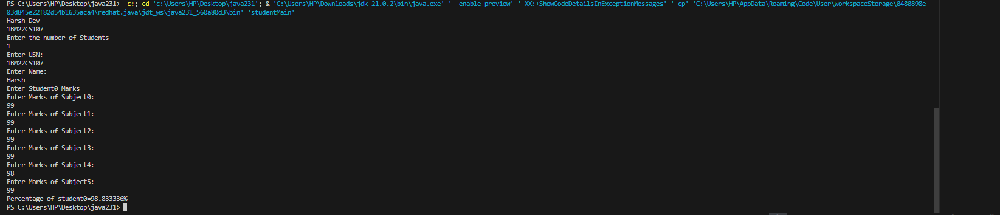 PS C:\Users\HP\Desktop\java231>  c:; cd 'c:\Users\HP\Desktop\java231'; & 'C:\Users\HP\Downloads\jdk-21.0.2\bin\java.exe' '--enable-preview' '-XX:+ShowCodeDetailsInExceptionMessages' '-cp' 'C:\Users\HP\AppData\Roaming\Code\User\workspaceStorage\0480898e
03d845e22f82d54b1635aca4\redhat.java\jdt_ws\java231_560a80d3\bin' 'studentMain'
Harsh Dev
1BM22CS107
Enter the number of Students
1
Enter USN:
1BM22CS107
Enter Name:
Harsh
Enter Student0 Marks
Enter Marks of Subject0:
99
Enter Marks of Subject1:
99
Enter Marks of Subject2:
99
Enter Marks of Subject3:
99
Enter Marks of Subject4:
98
Enter Marks of Subject5:
99
Percentage of student0=98.833336%
PS C:\Users\HP\Desktop\java231>